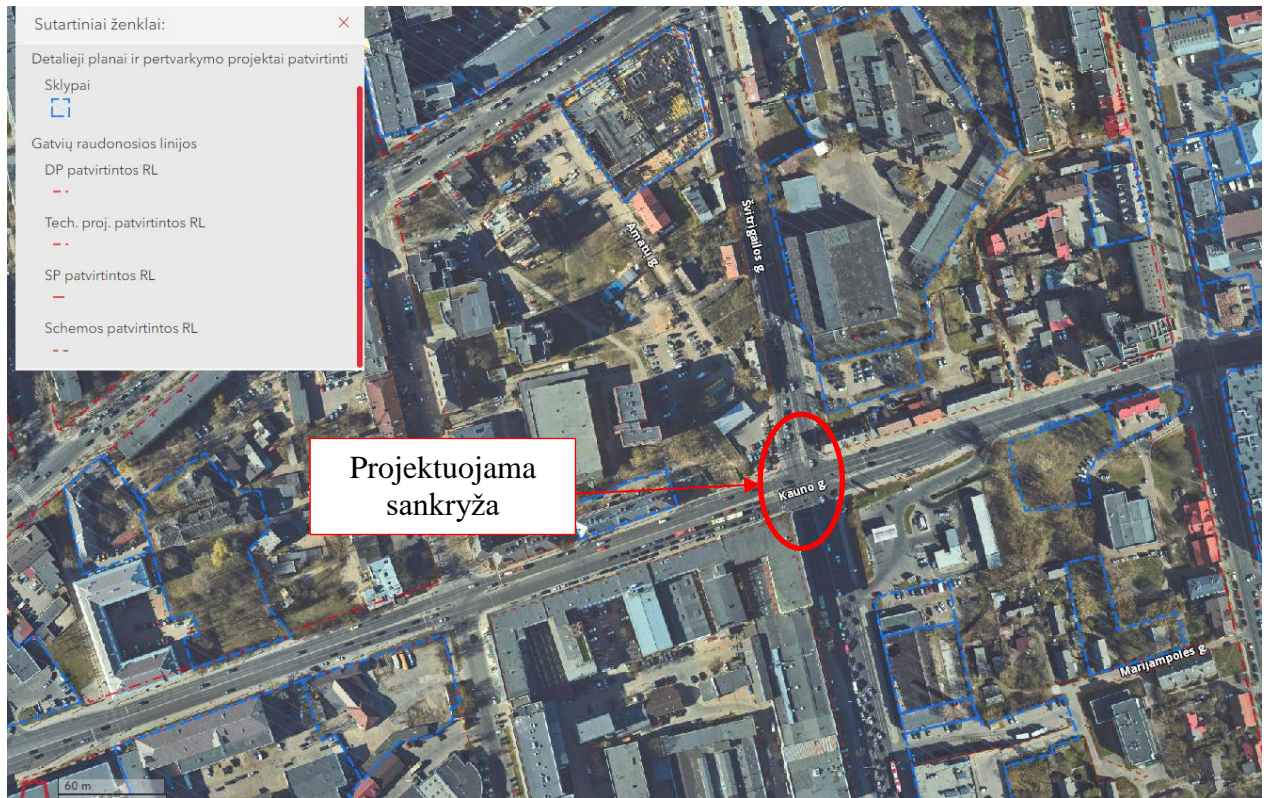 Sutartiniai ženklai:
Detalieji planai ir pertvarkymo projektai patvirtinti
Sklypai
Gatvių raudonosios linijos
DP patvirtintos RL
Tech. proj. patvirtintos RL
SP patvirtintos RL
Schemos patvirtintos RL
Amatų g.
Švitrigailos g.
Projektuojama
sankryža
Kauno g.
Marijampolės g.
60 m